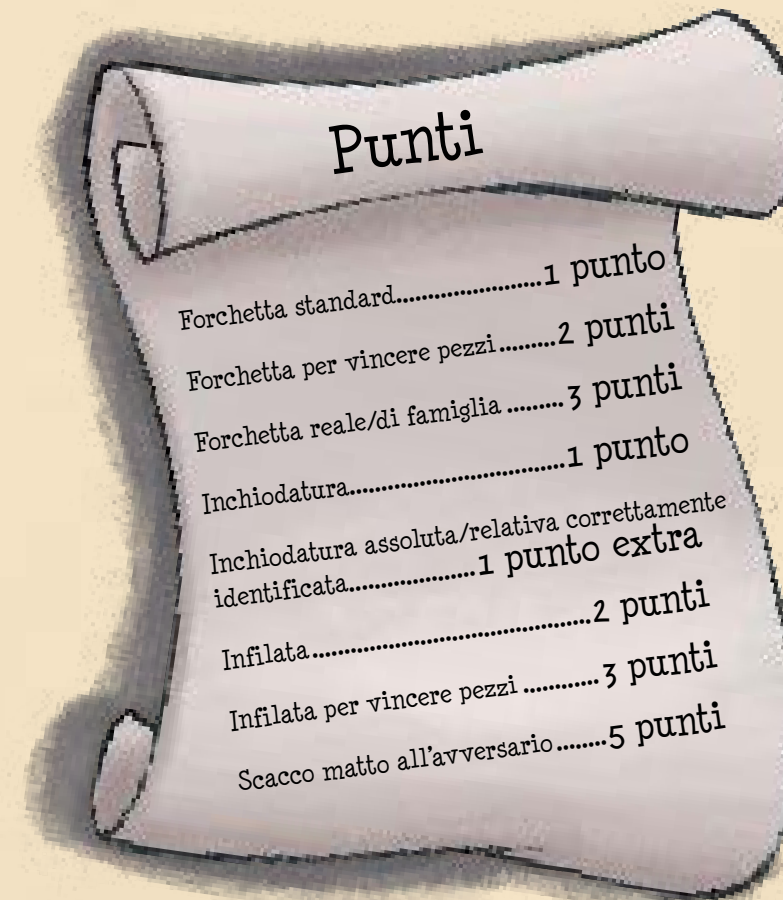 Punti
Forchetta standard.......................1 punto
Forchetta per vincere pezzi.........2 punti
Forchetta reale/di famiglia .........3 punti
Inchiodatura...................................1 punto
Inchiodatura assoluta/relativa correttamente
identificata....................1 punto extra
Infilata.............................................2 punti
Infilata per vincere pezzi ............3 punti
Scacco matto all'avversario........5 punti